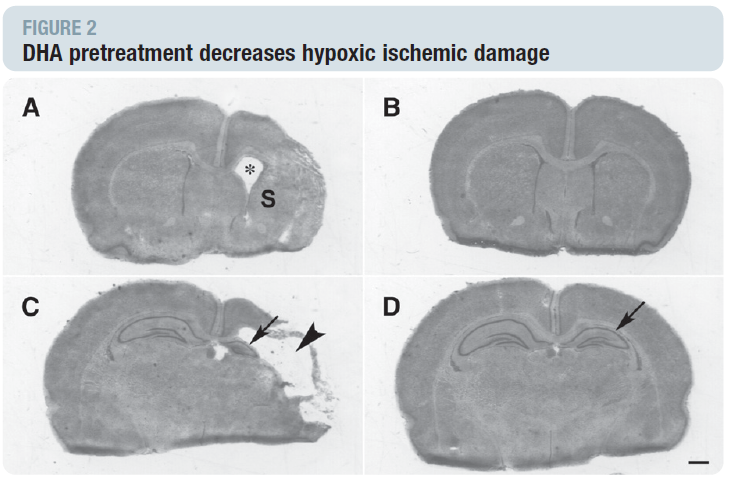 FIGURE 2
DHA pretreatment decreases hypoxic ischemic damage
A
B
*
S
C
D